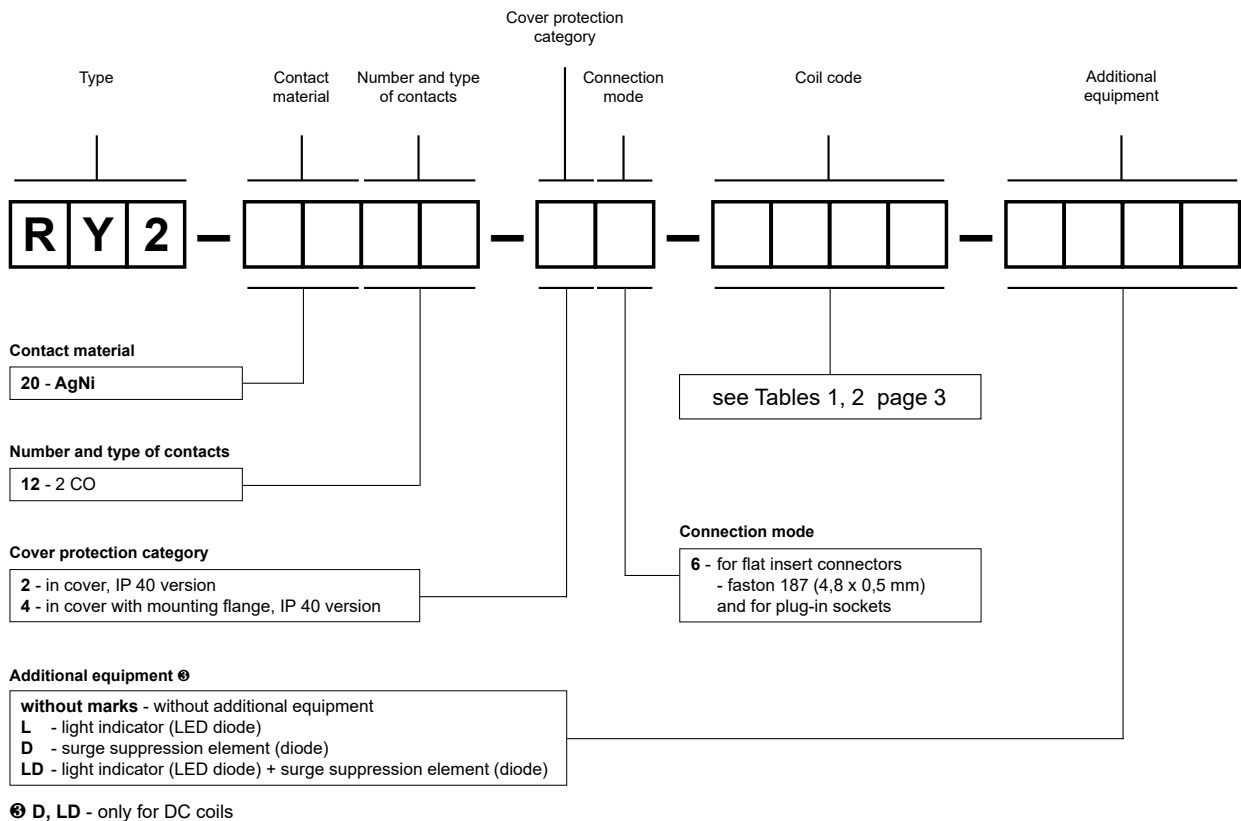 Cover protection
category
Type
Contact
material
Number and type
of contacts
Connection
mode
Coil code
Additional
equipment
R Y 2 – – – –
Contact material
20 - AgNi
see Tables 1, 2 page 3
Number and type of contacts
12 - 2 CO
Cover protection category
2 - in cover, IP 40 version
4 - in cover with mounting flange, IP 40 version
Connection mode
6 - for flat insert connectors
- faston 187 (4,8 x 0,5 mm)
and for plug-in sockets
Additional equipment ❸
without marks - without additional equipment
L - light indicator (LED diode)
D - surge suppression element (diode)
LD - light indicator (LED diode) + surge suppression element (diode)
❸ D, LD - only for DC coils